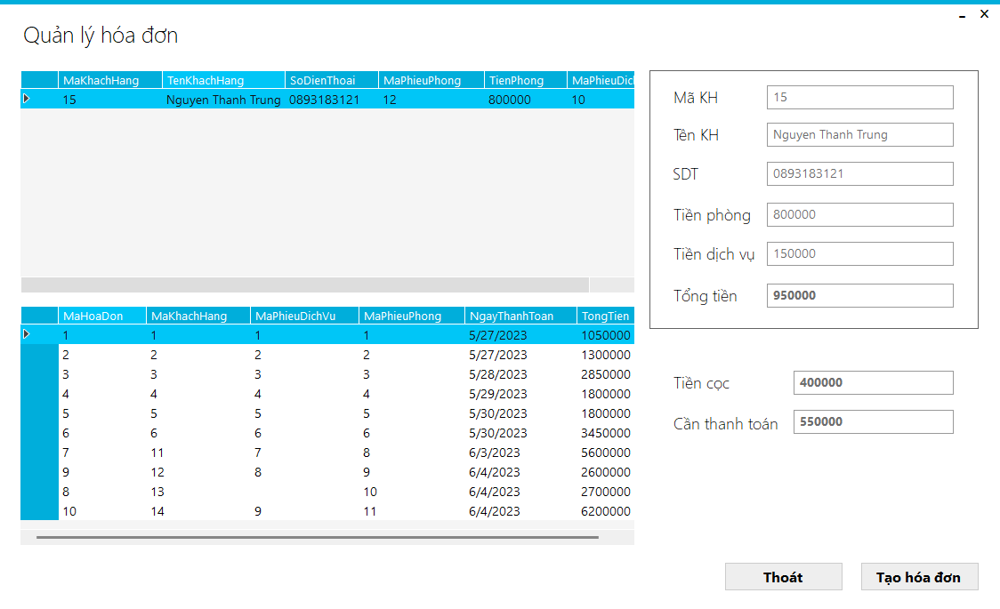 Quản lý hóa đơn
MaKhachHang TenKhachHang SoDienThoai MaPhieuPhong TienPhong MaPhieuDich
15 Nguyen Thanh Trung 0893183121 12 800000 10
Mã KH 15
Tên KH Nguyen Thanh Trung
SDT 0893183121
Tiền phòng 800000
Tiền dịch vụ 150000
Tổng tiền 950000
MaHoaDon MaKhachHang MaPhieuDichVu MaPhieuPhong NgayThanhToan TongTien
1 1 1 1 5/27/2023 1050000
2 2 2 2 5/27/2023 1300000
3 3 3 3 5/28/2023 2850000
4 4 4 4 5/29/2023 1800000
5 5 5 5 5/30/2023 1800000
6 6 6 6 5/30/2023 3450000
7 11 7 8 6/3/2023 5600000
9 12 8 9 6/4/2023 2600000
8 13 10 6/4/2023 2700000
10 14 9 11 6/4/2023 6200000
Tiền cọc 400000
Cần thanh toán 550000
Thoát Tạo hóa đơn